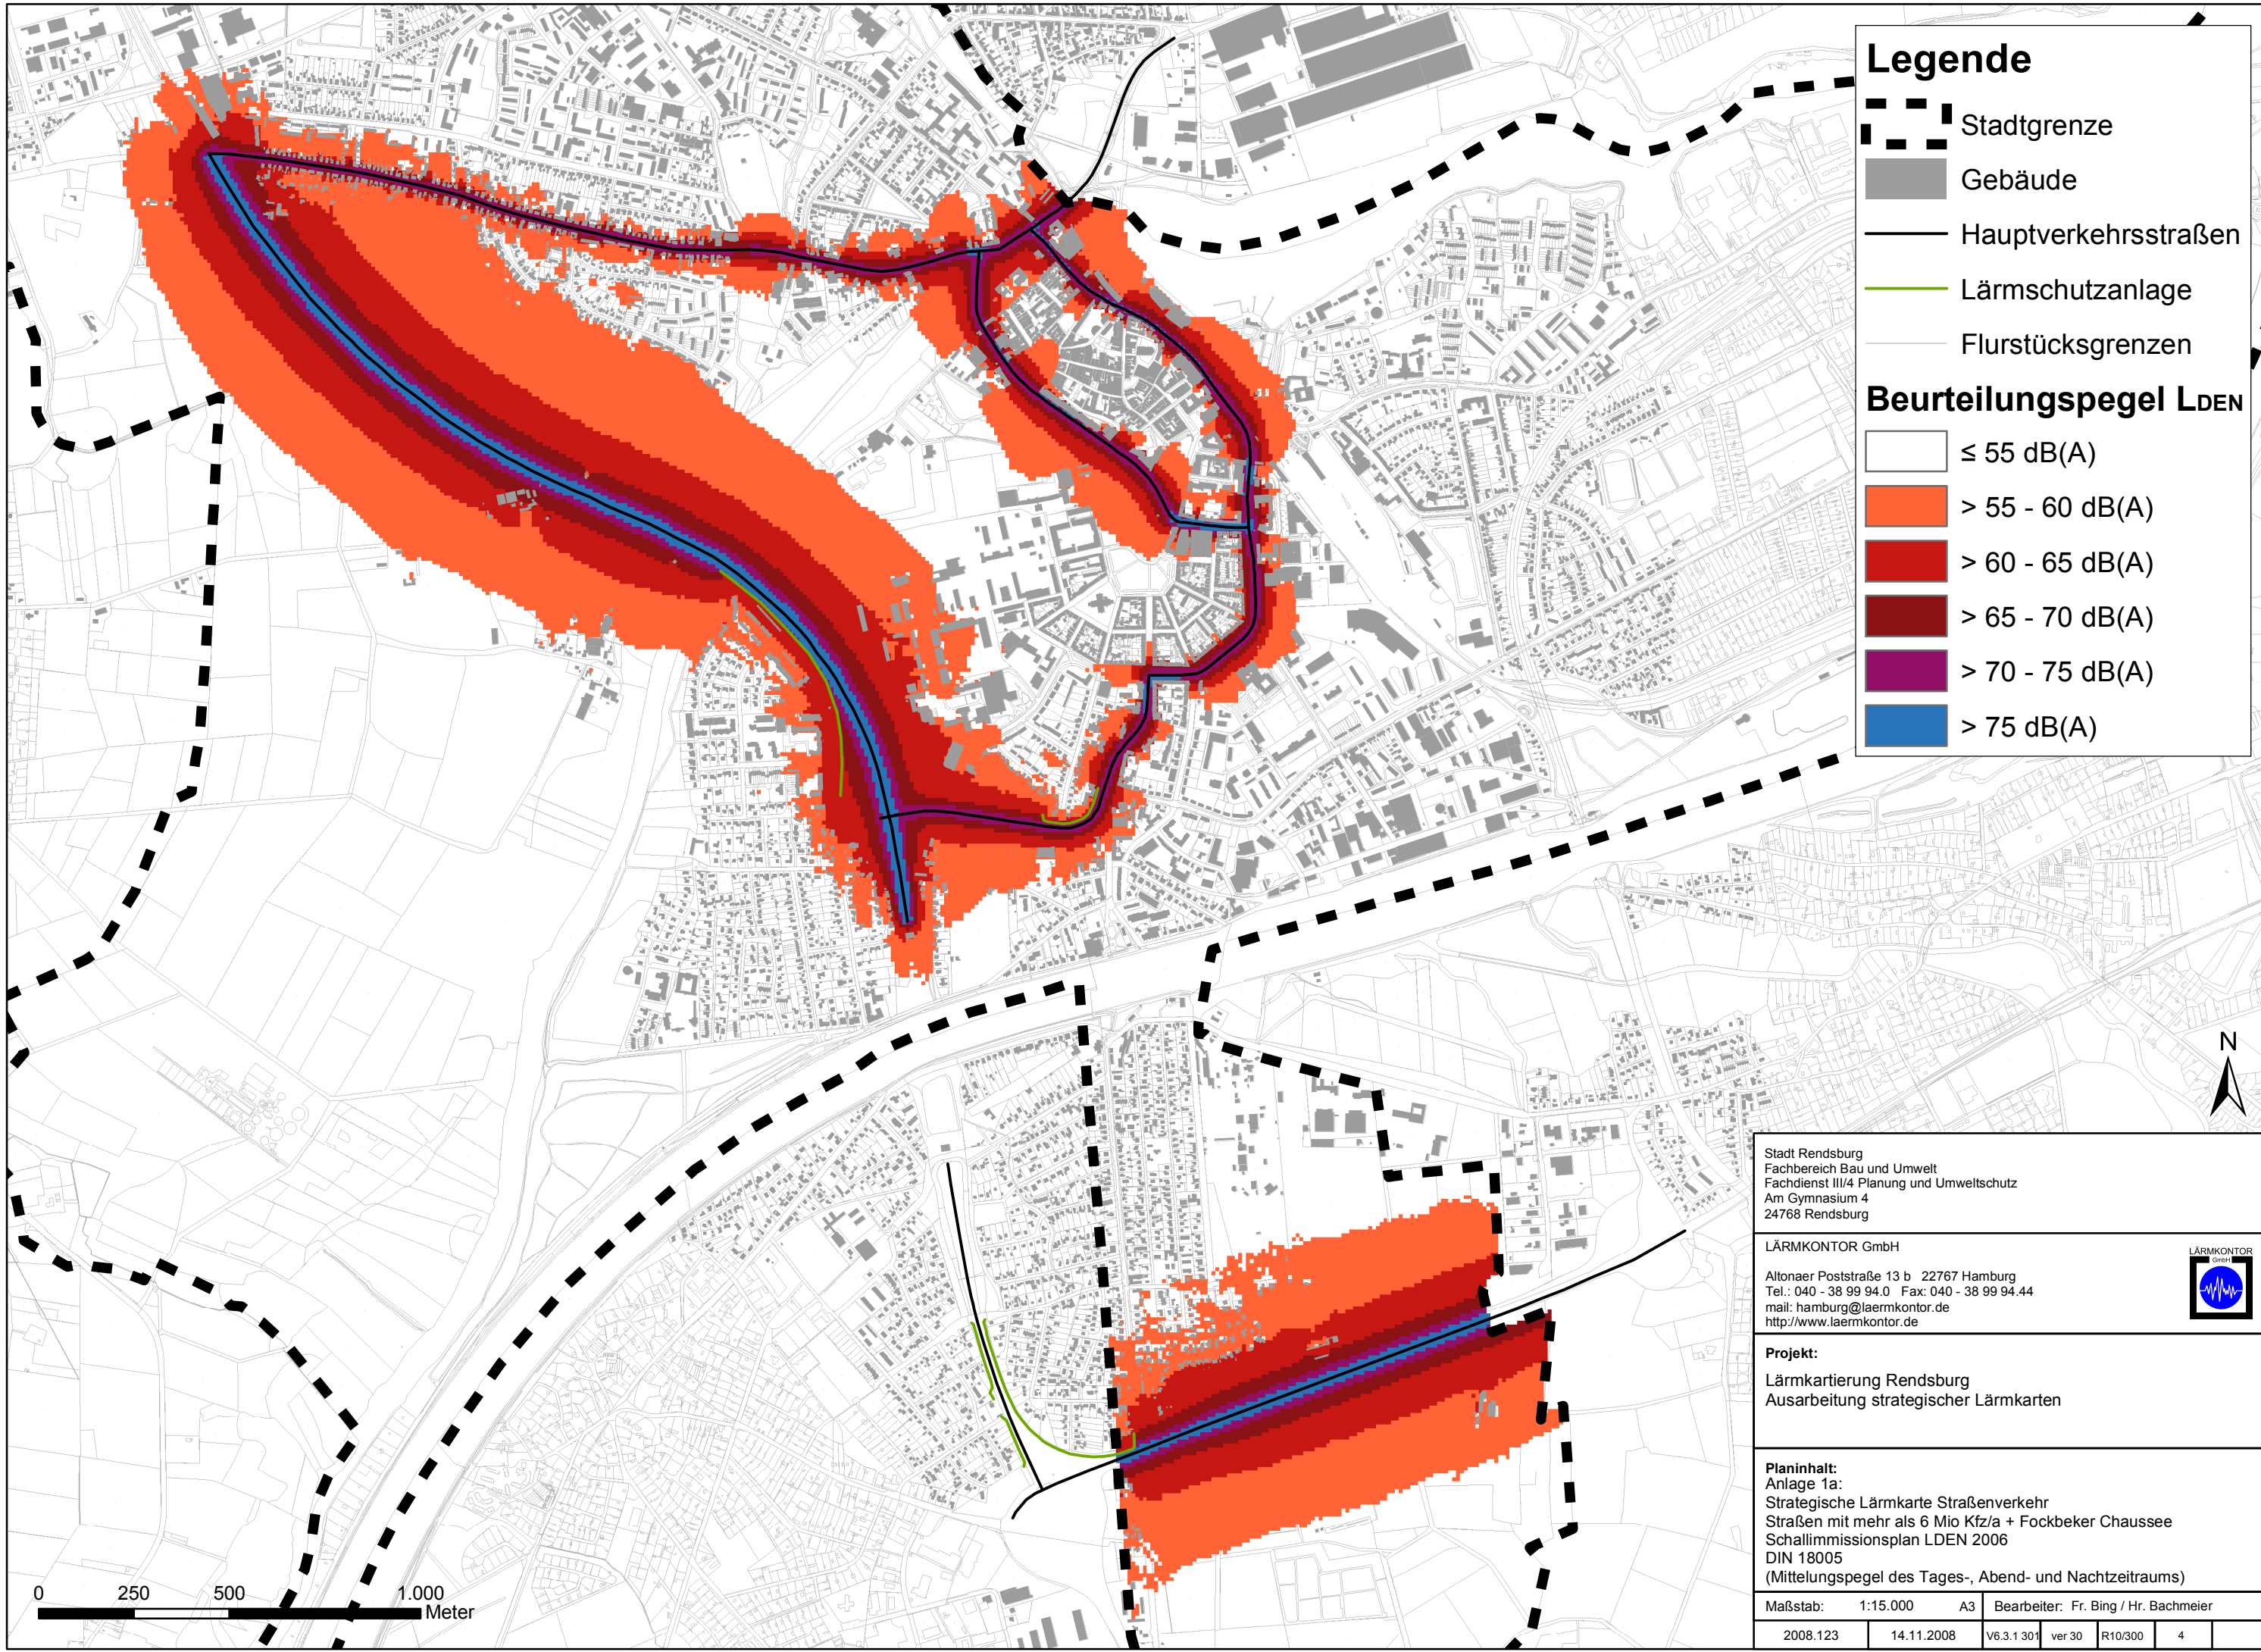 Legende
Stadtgrenze
Gebäude
Hauptverkehrsstraßen
Lärmschutzanlage
Flurstücksgrenzen
Beurteilungspegel LDEN
≤ 55 dB(A)
> 55 - 60 dB(A)
> 60 - 65 dB(A)
> 65 - 70 dB(A)
> 70 - 75 dB(A)
> 75 dB(A)
N
Stadt Rendsburg
Fachbereich Bau und Umwelt
Fachdienst III/4 Planung und Umweltschutz
Am Gymnasium 4
24768 Rendsburg
LÄRMKONTOR GmbH
Altonaer Poststraße 13 b 22767 Hamburg
Tel.: 040 - 38 99 94.0 Fax: 040 - 38 99 94.44
mail: hamburg@laermkontor.de
http://www.laermkontor.de
LÄRMKONTOR
GmbH
Projekt:
Lärmkartierung Rendsburg
Ausarbeitung strategischer Lärmkarten
Planinhalt:
Anlage 1a:
Strategische Lärmkarte Straßenverkehr
Straßen mit mehr als 6 Mio Kfz/a + Fockbeker Chaussee
Schallimmissionsplan LDEN 2006
DIN 18005
(Mittelungspegel des Tages-, Abend- und Nachtzeitraums)
Maßstab: 1:15.000 A3 Bearbeiter: Fr. Bing / Hr. Bachmeier
2008.123 14.11.2008 V6.3.1 301 ver 30 R10/300 4
0 250 500 1.000
Meter